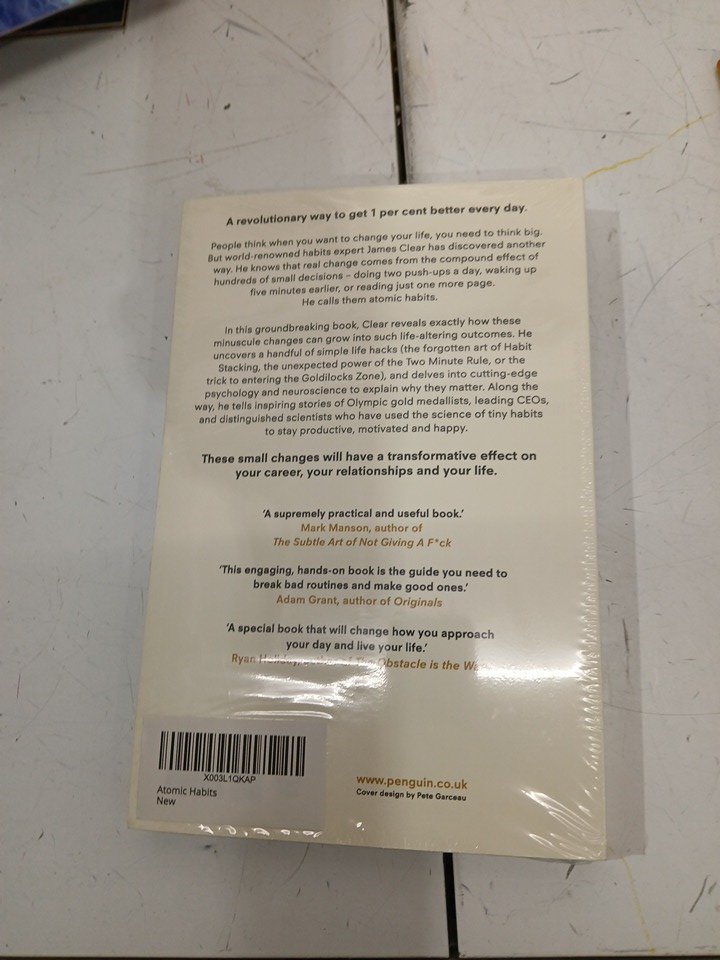 A revolutionary way to get 1 per cent better every day.
People think when you want to change your life, you need to think big.
But world-renowned habits expert James Clear has discovered another
way. He knows that real change comes from the compound effect of
hundreds of small decisions – doing two push-ups a day, waking up
five minutes earlier, or reading just one more page.
He calls them atomic habits.
In this groundbreaking book, Clear reveals exactly how these
minuscule changes can grow into such life-altering outcomes. He
uncovers a handful of simple life hacks (the forgotten art of Habit
Stacking, the unexpected power of the Two Minute Rule, or the
trick to entering the Goldilocks Zone), and delves into cutting-edge
psychology and neuroscience to explain why they matter. Along the
way, he tells inspiring stories of Olympic gold medallists, leading CEOs,
and distinguished scientists who have used the science of tiny habits
to stay productive, motivated and happy.
These small changes will have a transformative effect on
your career, your relationships and your life.
‘A supremely practical and useful book.’
Mark Manson, author of
The Subtle Art of Not Giving A F*ck
‘This engaging, hands-on book is the guide you need to
break bad routines and make good ones.’
Adam Grant, author of Originals
‘A special book that will change how you approach
your day and live your life.’
Ryan Holiday, author of The Obstacle is the Way
X003L1QKAP
Atomic Habits
New
www.penguin.co.uk
Cover design by Pete Garceau